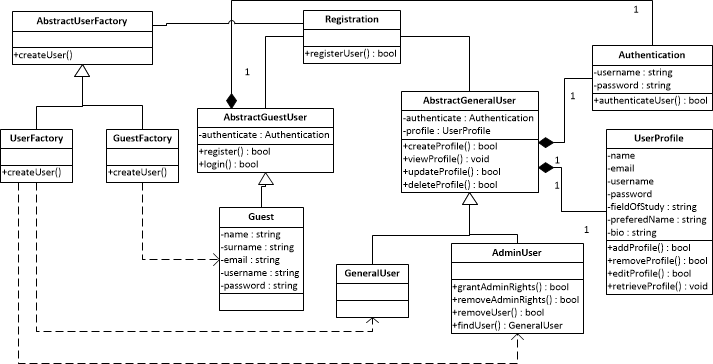 AbstractUserFactory
+createUser()
Registration
+registerUser() : bool
1
Authentication
-username : string
-password : string
+authenticateUser() : bool
1
AbstractGuestUser
-authenticate : Authentication
+register() : bool
+login() : bool
AbstractGeneralUser
-authenticate : Authentication
-profile : UserProfile
+createProfile() : bool
+viewProfile() : void
+updateProfile() : bool
+deleteProfile() : bool
1
1
1
1
UserFactory
+createUser()
GuestFactory
+createUser()
UserProfile
-name
-email
-username
-password
-fieldOfStudy : string
-preferedName : string
-bio : string
+addProfile() : bool
+removeProfile() : bool
+editProfile() : bool
+retrieveProfile() : void
Guest
-name : string
-surname : string
-email : string
-username : string
-password : string
GeneralUser
AdminUser
+grantAdminRights() : bool
+removeAdminRights() : bool
+removeUser() : bool
+findUser() : GeneralUser